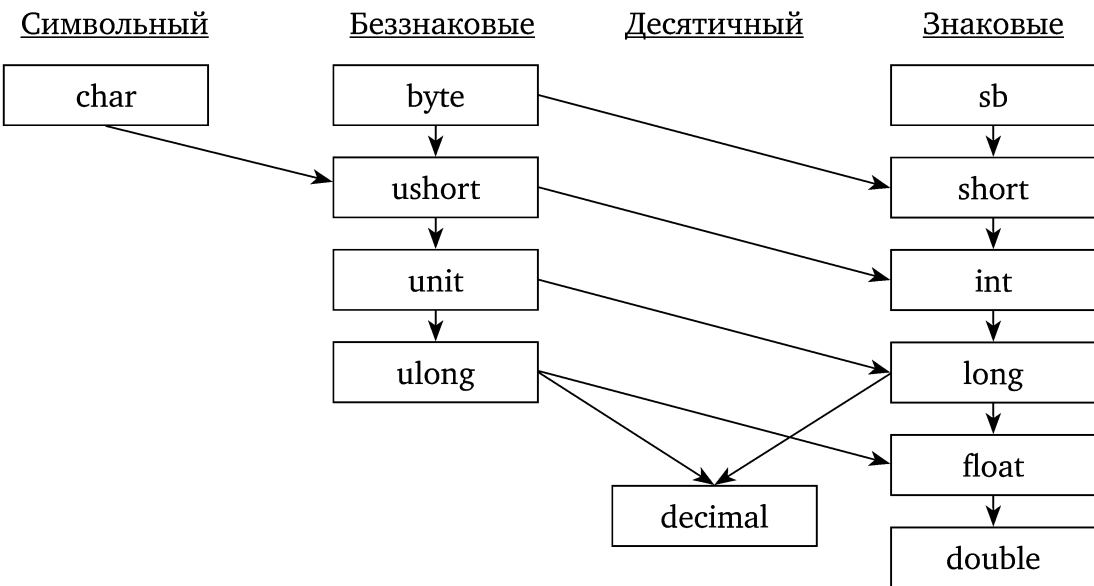 Символьный Беззнаковые Десятичный Знаковые
char byte sb
ushort short
unit int
ulong long
float
decimal
double